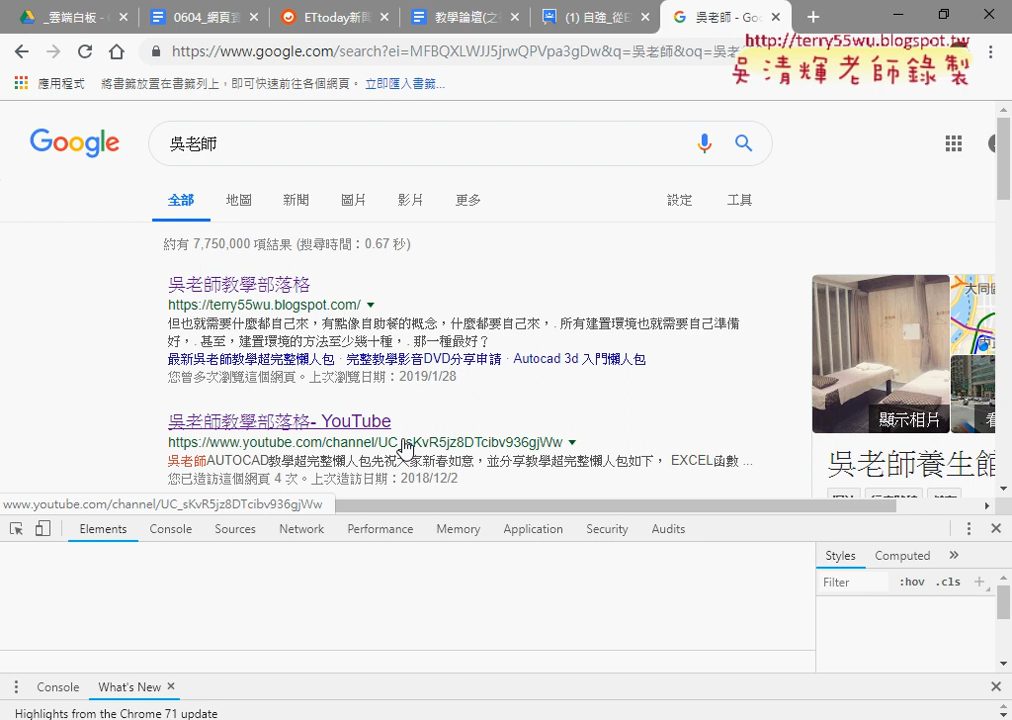 _雲端白板 - G
0604_網頁實
ETtoday新聞
教學論壇(之
(1) 自強_從E
吳老師 - Goo
https://www.google.com/search?ei=MFBQXLWJJ5jrwQPVpa3gDw&q=吳老師&oq=吳老
http://terry55wu.blogspot.tw
吳清輝老師錄製
應用程式 將書籤放置在書籤列上，即可快速前往各個網頁。 立即匯入書籤...
Google
吳老師
全部 地圖 新聞 圖片 影片 更多 設定 工具
約有 7,750,000 項結果 (搜尋時間：0.67 秒)
吳老師教學部落格
https://terry55wu.blogspot.com/
但也就需要什麼都自己來，有點像自助餐的概念，什麼都要自己來，. 所有建置環境也就需要自己準備
好，. 甚至，建置環境的方法至少幾十種，. 那一種最好？
最新吳老師教學超完整懶人包 · 完整教學影音DVD分享申請 · Autocad 3d 入門懶人包
您曾多次瀏覽這個網頁。上次瀏覽日期：2019/1/28
吳老師教學部落格- YouTube
https://www.youtube.com/channel/UC_sKvR5jz8DTcibv936gjWw
吳老師AUTOCAD教學超完整懶人包先祝大家新春如意，並分享教學超完整懶人包如下， EXCEL函數 ...
您已造訪這個網頁 4 次。上次造訪日期：2018/12/2
大同區
顯示相片
看
吳老師養生館
www.youtube.com/channel/UC_sKvR5jz8DTcibv936gjWw
Elements Console Sources Network Performance Memory Application Security Audits
Styles Computed »
Filter :hov .cls +
Console What's New
Highlights from the Chrome 71 update